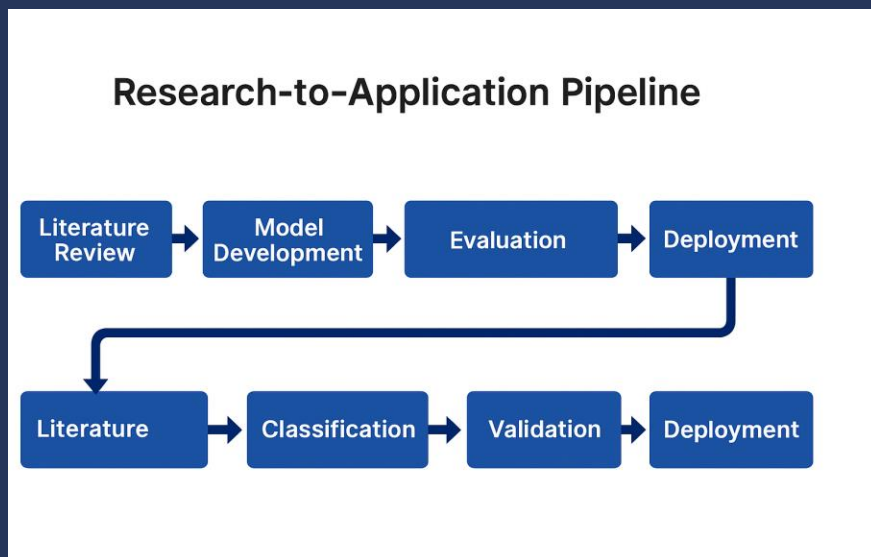 Research-to-Application Pipeline
Literature
Review
Model
Development
Evaluation
Deployment
Literature
Classification
Validation
Deployment